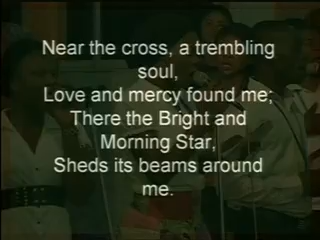 Near the cross, a trembling
soul,
Love and mercy found me;
There the Bright and
Morning Star,
Sheds its beams around
me.